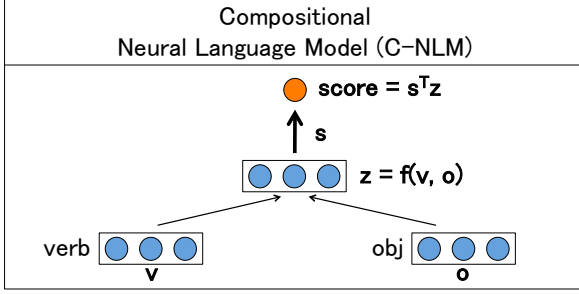 Compositional
Neural Language Model (C-NLM)
score = sᵀz
s
z = f(v, o)
verb
v
obj
o